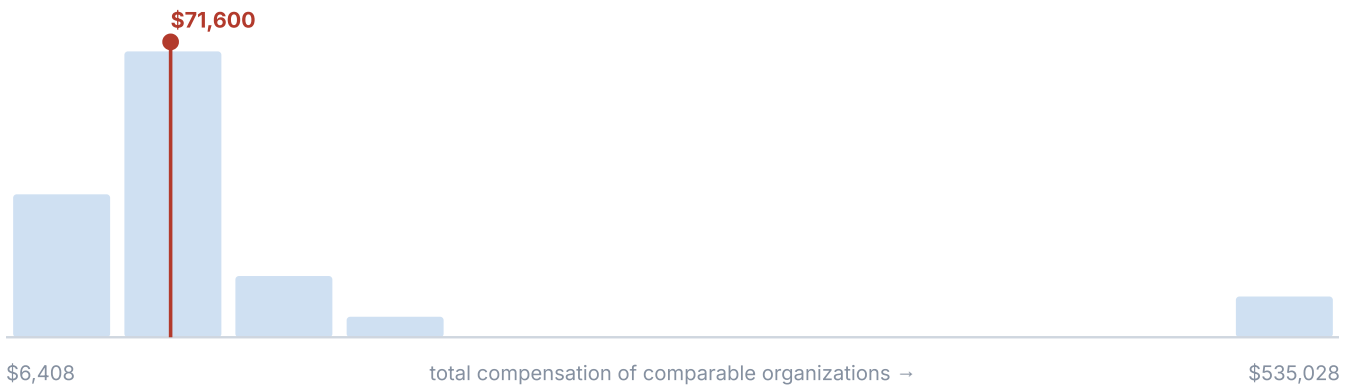 $71,600
$6,408
total compensation of comparable organizations →
$535,028